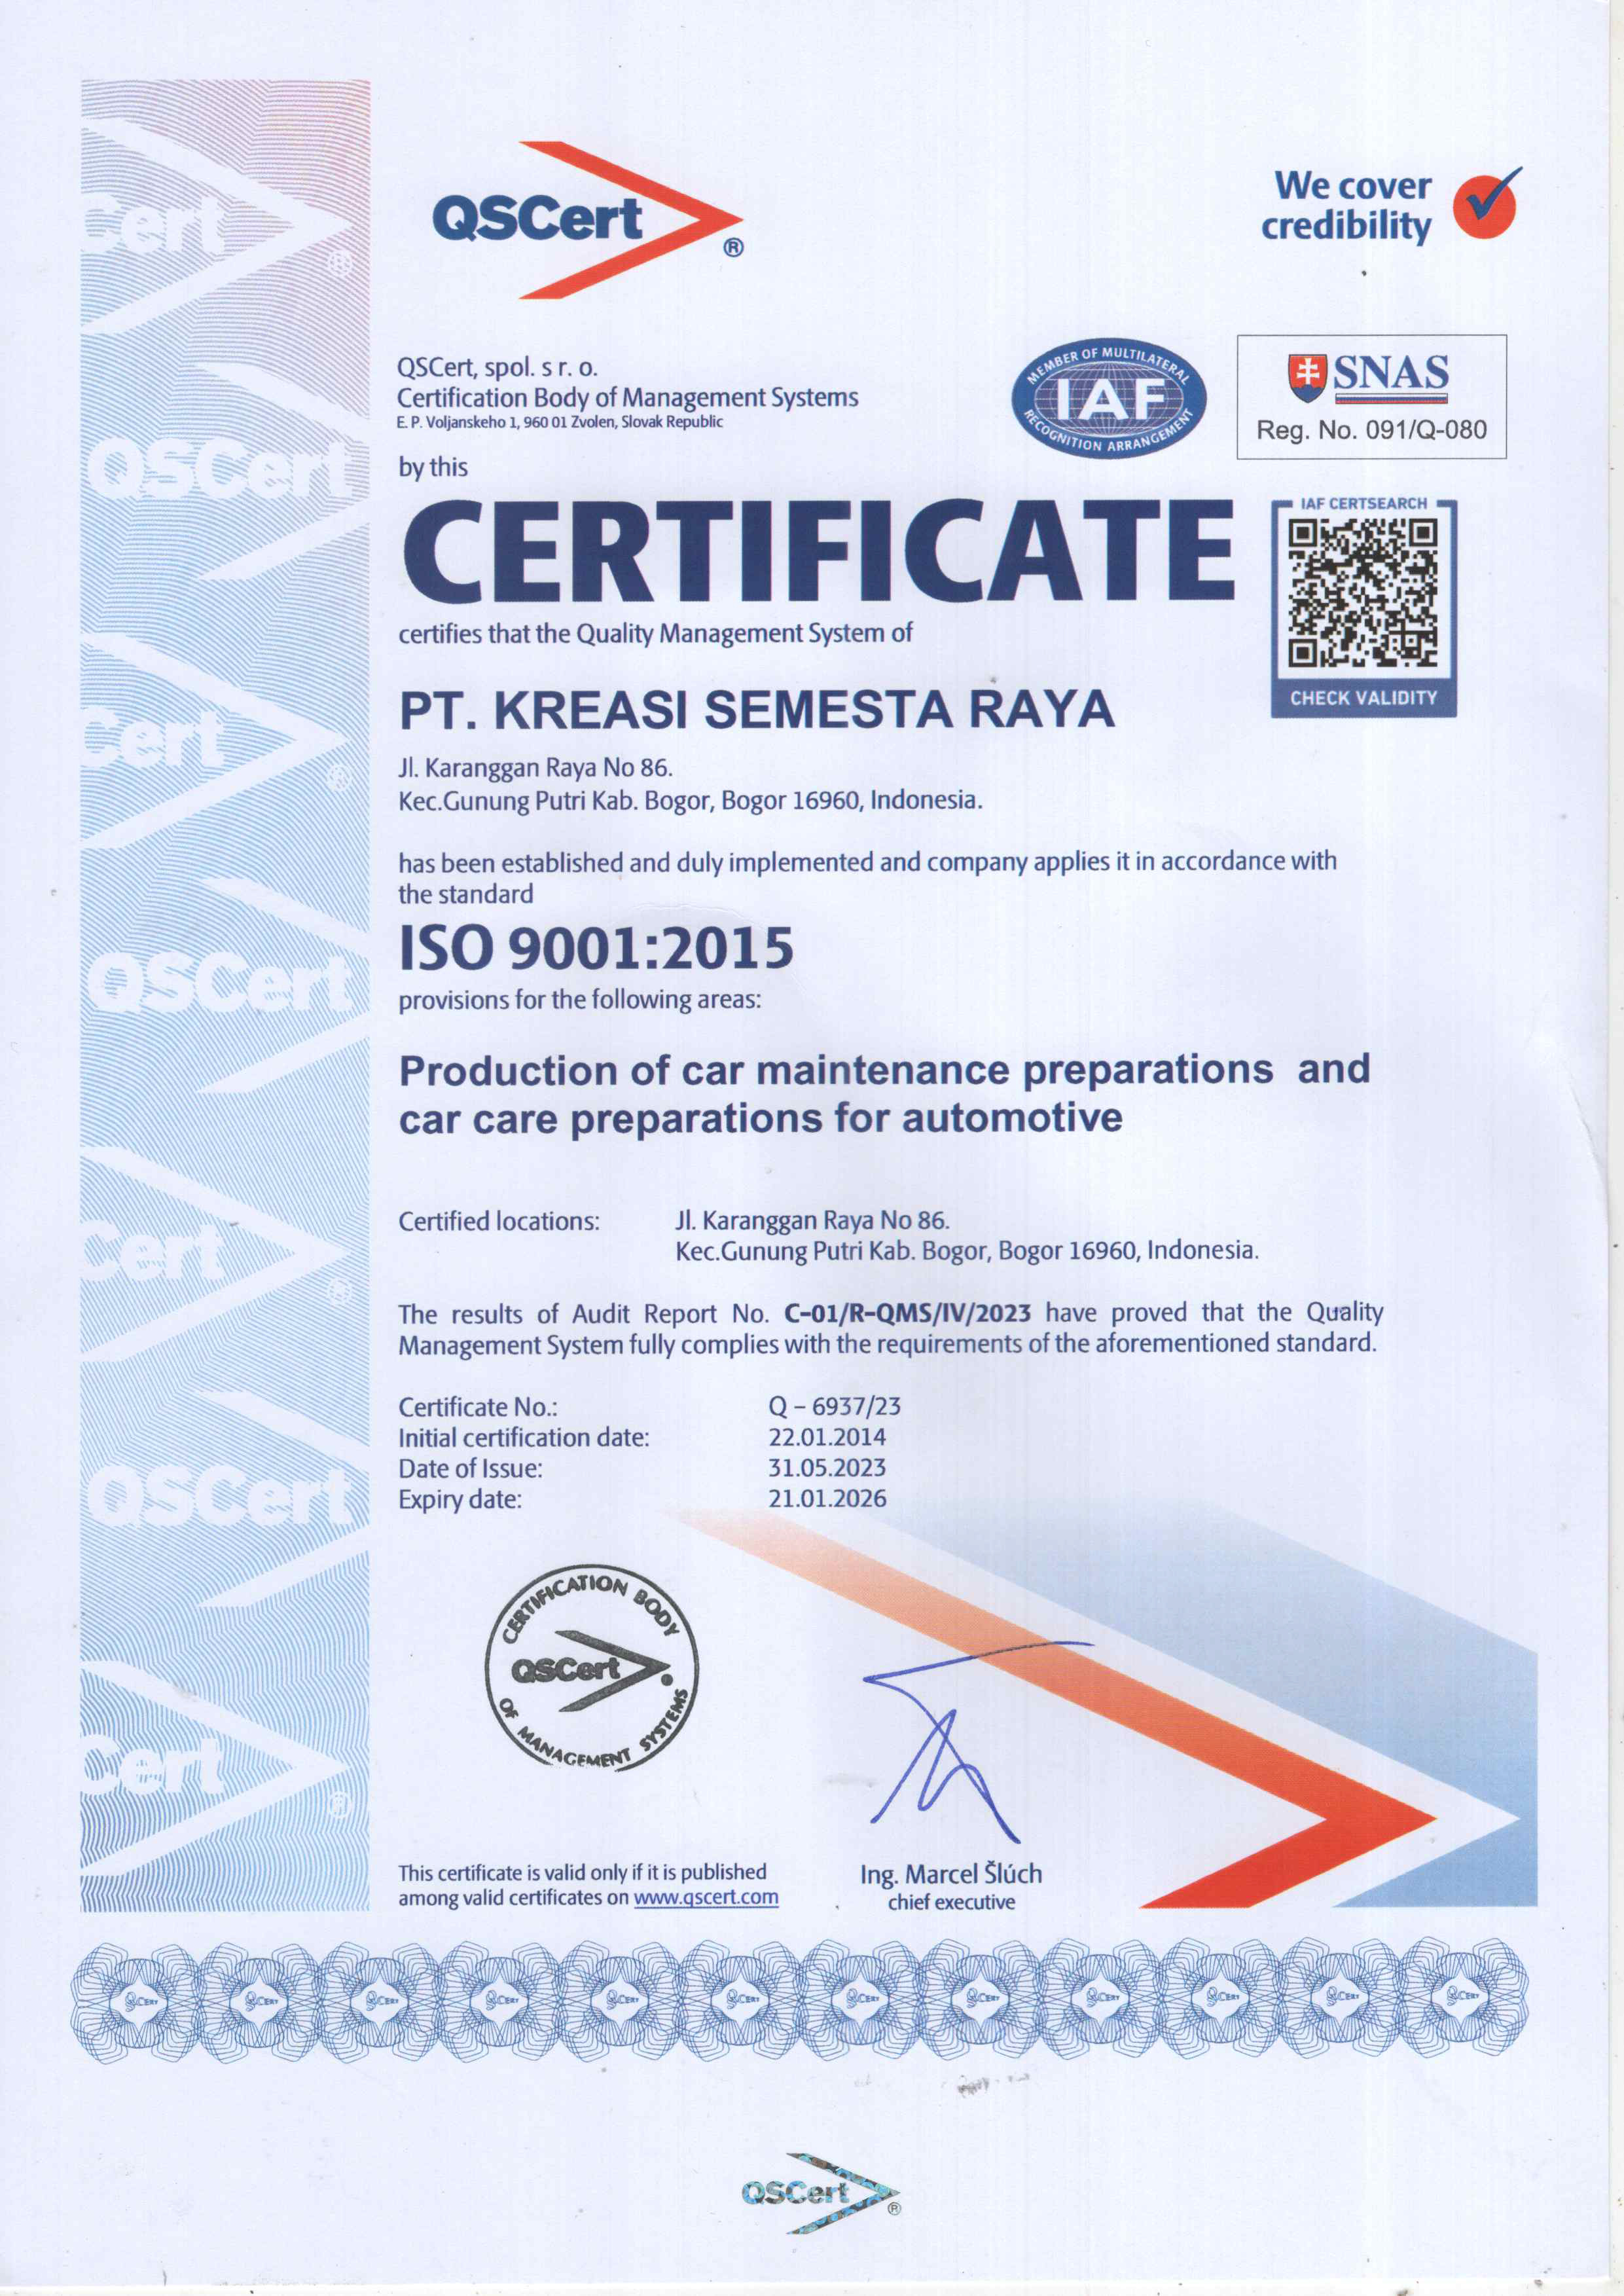 QSCert
®
We cover
credibility
QSCert, spol. s r. o.
Certification Body of Management Systems
E. P. Voljanskeho 1, 960 01 Zvolen, Slovak Republic
MEMBER OF MULTILATERAL
IAF
RECOGNITION ARRANGEMENT
SNAS
Reg. No. 091/Q-080
by this
CERTIFICATE
IAF CERTSEARCH
CHECK VALIDITY
certifies that the Quality Management System of
PT. KREASI SEMESTA RAYA
Jl. Karanggan Raya No 86.
Kec.Gunung Putri Kab. Bogor, Bogor 16960, Indonesia.
has been established and duly implemented and company applies it in accordance with
the standard
ISO 9001:2015
provisions for the following areas:
Production of car maintenance preparations and
car care preparations for automotive
Certified locations: Jl. Karanggan Raya No 86.
Kec.Gunung Putri Kab. Bogor, Bogor 16960, Indonesia.
The results of Audit Report No. C-01/R-QMS/IV/2023 have proved that the Quality
Management System fully complies with the requirements of the aforementioned standard.
Certificate No.: Q – 6937/23
Initial certification date: 22.01.2014
Date of Issue: 31.05.2023
Expiry date: 21.01.2026
CERTIFICATION BODY
QSCert
OF MANAGEMENT SYSTEMS
This certificate is valid only if it is published
among valid certificates on www.qscert.com
Ing. Marcel Šlúch
chief executive
QSCert
®